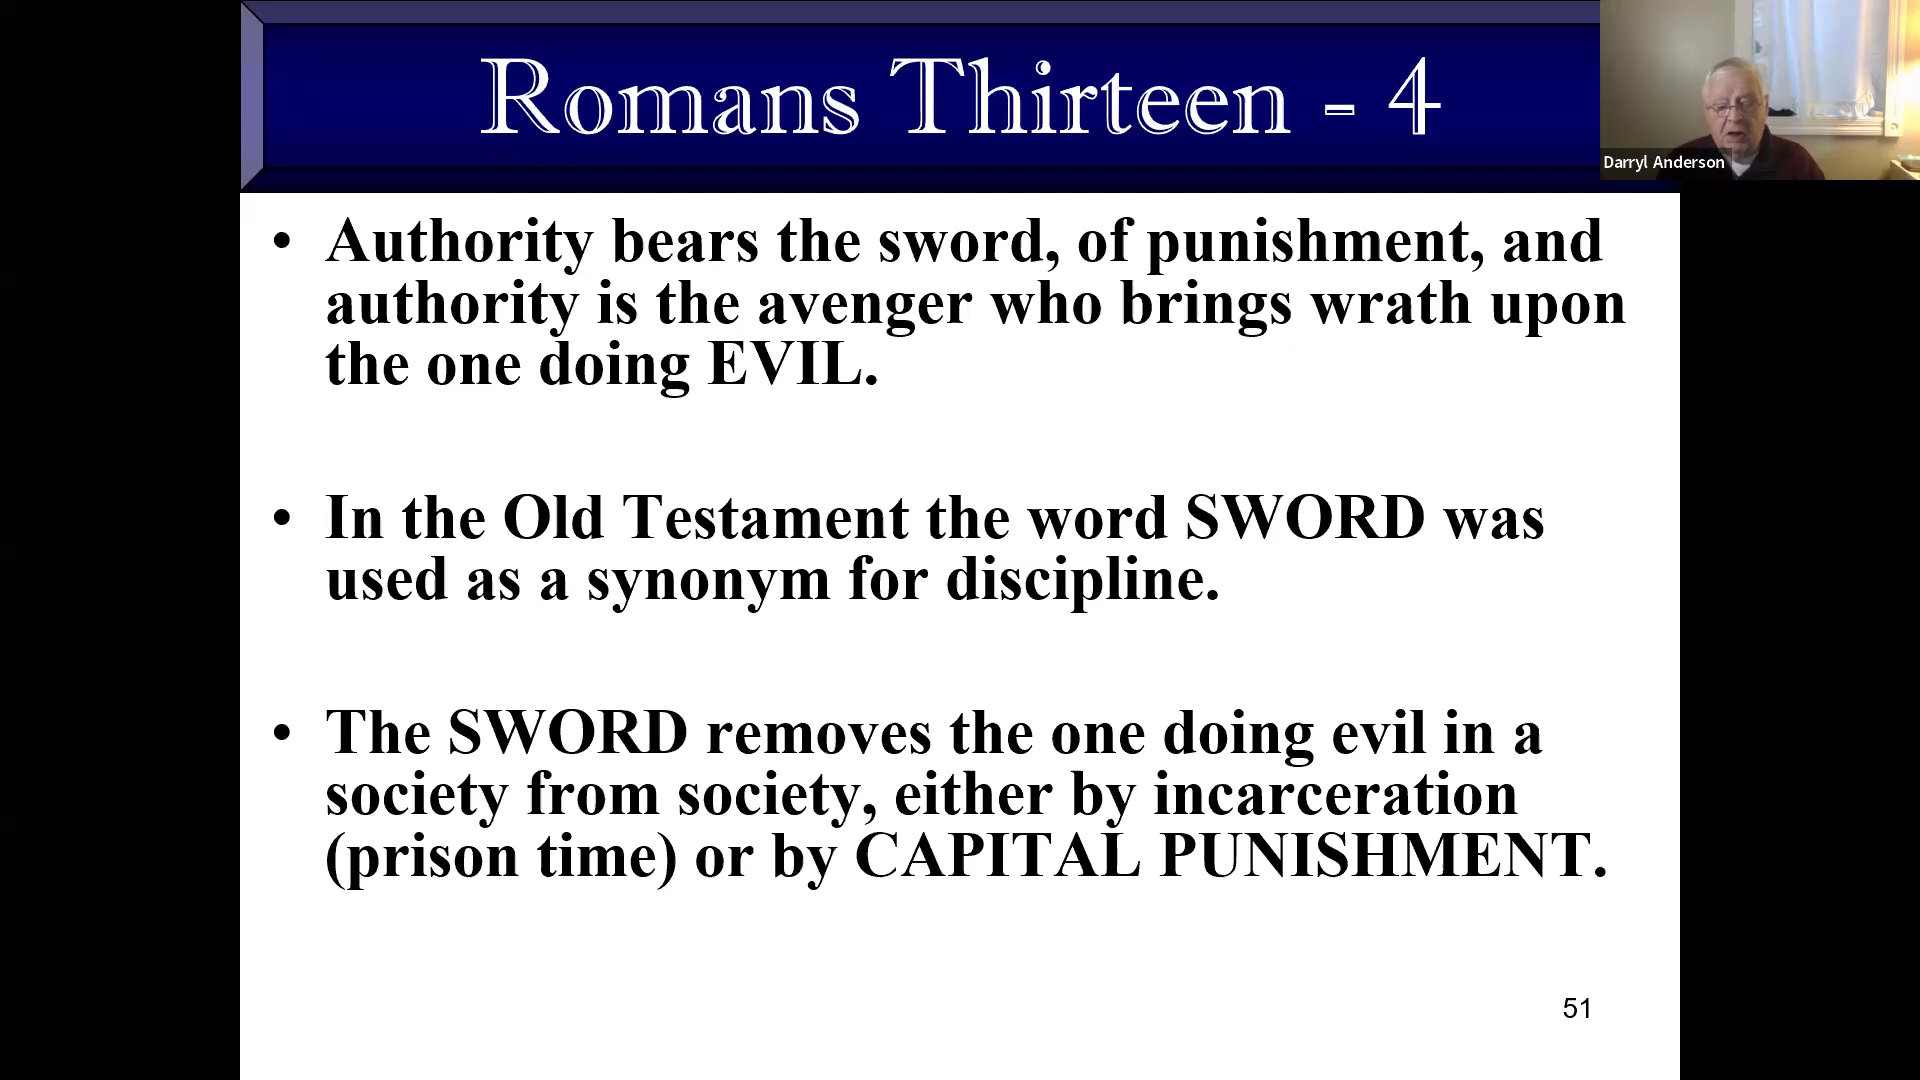 Romans Thirteen - 4
Darryl Anderson
• Authority bears the sword, of punishment, and
authority is the avenger who brings wrath upon
the one doing EVIL.
• In the Old Testament the word SWORD was
used as a synonym for discipline.
• The SWORD removes the one doing evil in a
society from society, either by incarceration
(prison time) or by CAPITAL PUNISHMENT.
51